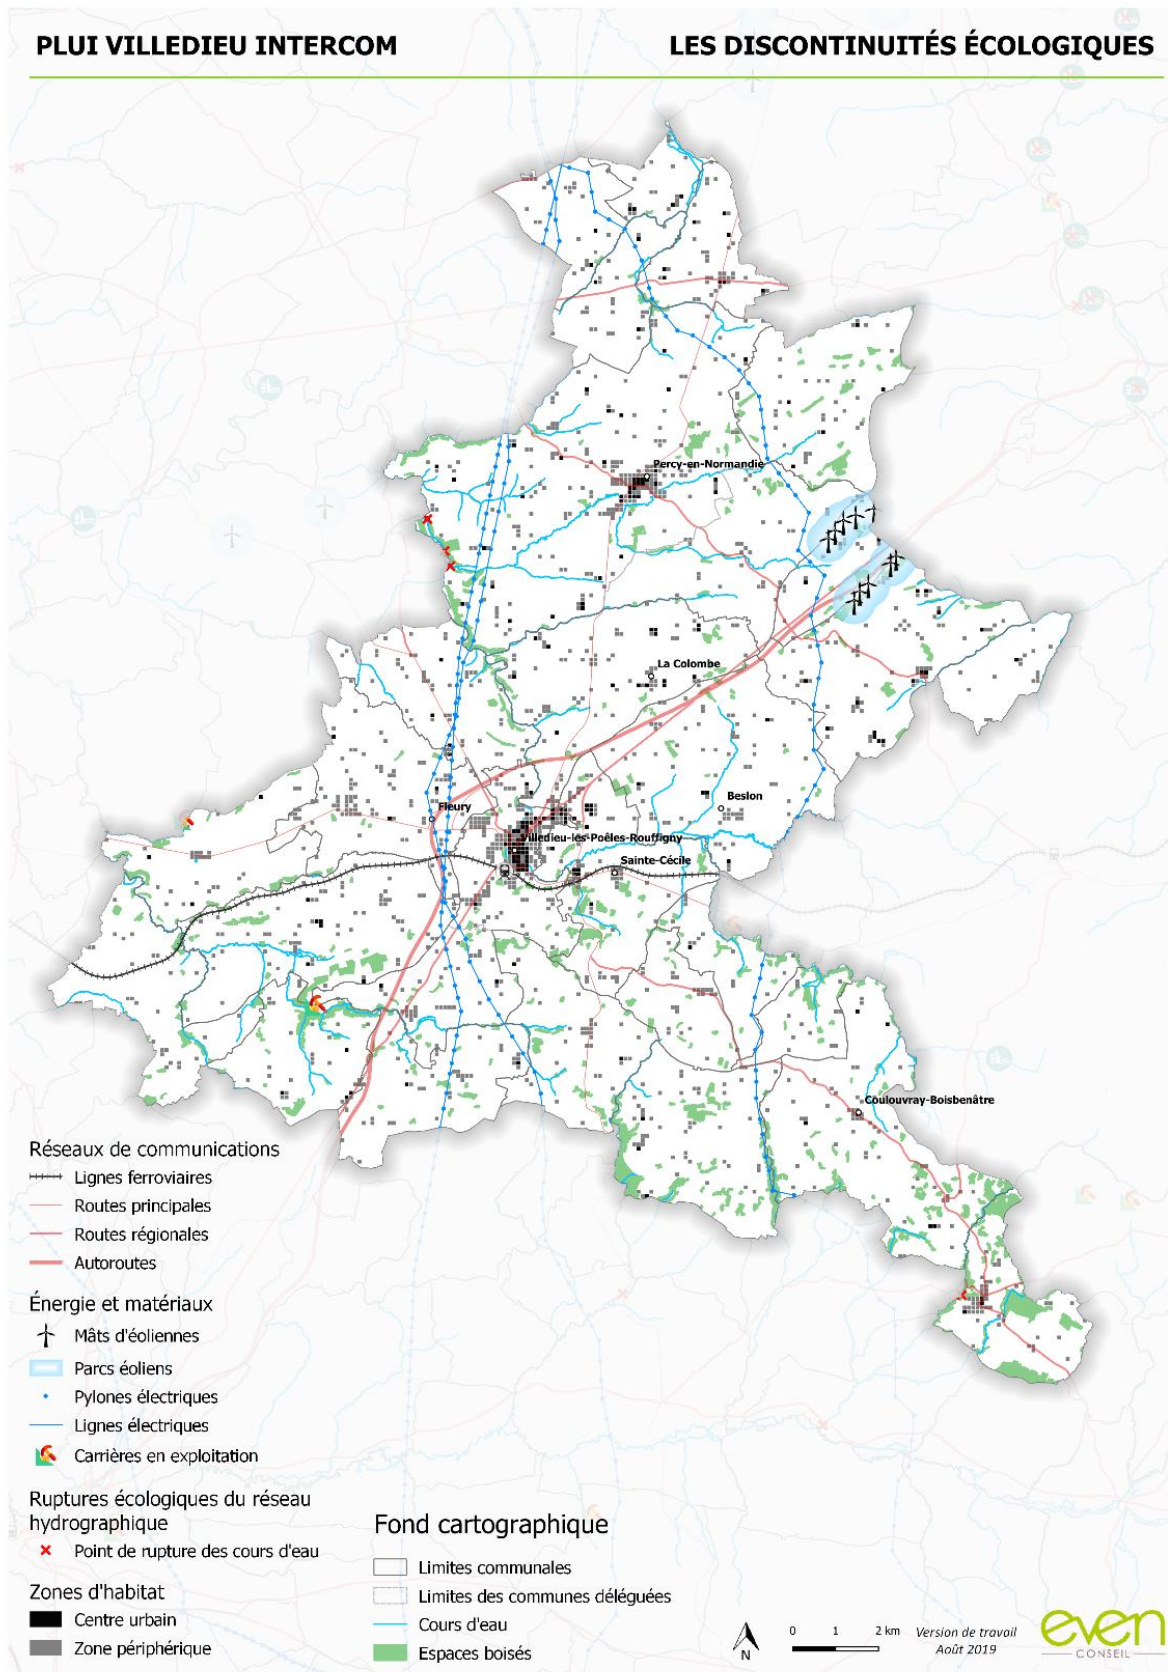 PLUI VILLEDIEU INTERCOM
LES DISCONTINUITÉS ÉCOLOGIQUES
Percy-en-Normandie
La Colombe
Beslon
Fleury
Villedieu-les-Poêles-Rouffigny
Sainte-Cécile
Coulouvray-Boisbenâtre
Réseaux de communications
Lignes ferroviaires
Routes principales
Routes régionales
Autoroutes
Énergie et matériaux
Mâts d'éoliennes
Parcs éoliens
Pylones électriques
Lignes électriques
Carrières en exploitation
Ruptures écologiques du réseau
hydrographique
Point de rupture des cours d'eau
Zones d'habitat
Centre urbain
Zone périphérique
Fond cartographique
Limites communales
Limites des communes déléguées
Cours d'eau
Espaces boisés
N
0 1 2 km
Version de travail
Août 2019
even
CONSEIL